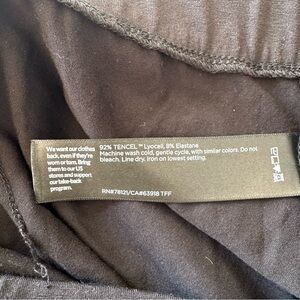 We want our clothes
back, even if they're
worn or torn. Bring
them to our US
stores and support
our take-back
program.
92% TENCEL™ Lyocell, 8% Elastane
Machine wash cold, gentle cycle, with similar colors. Do not
bleach. Line dry. Iron on lowest setting.
RN#78121/CA#63918 TFF